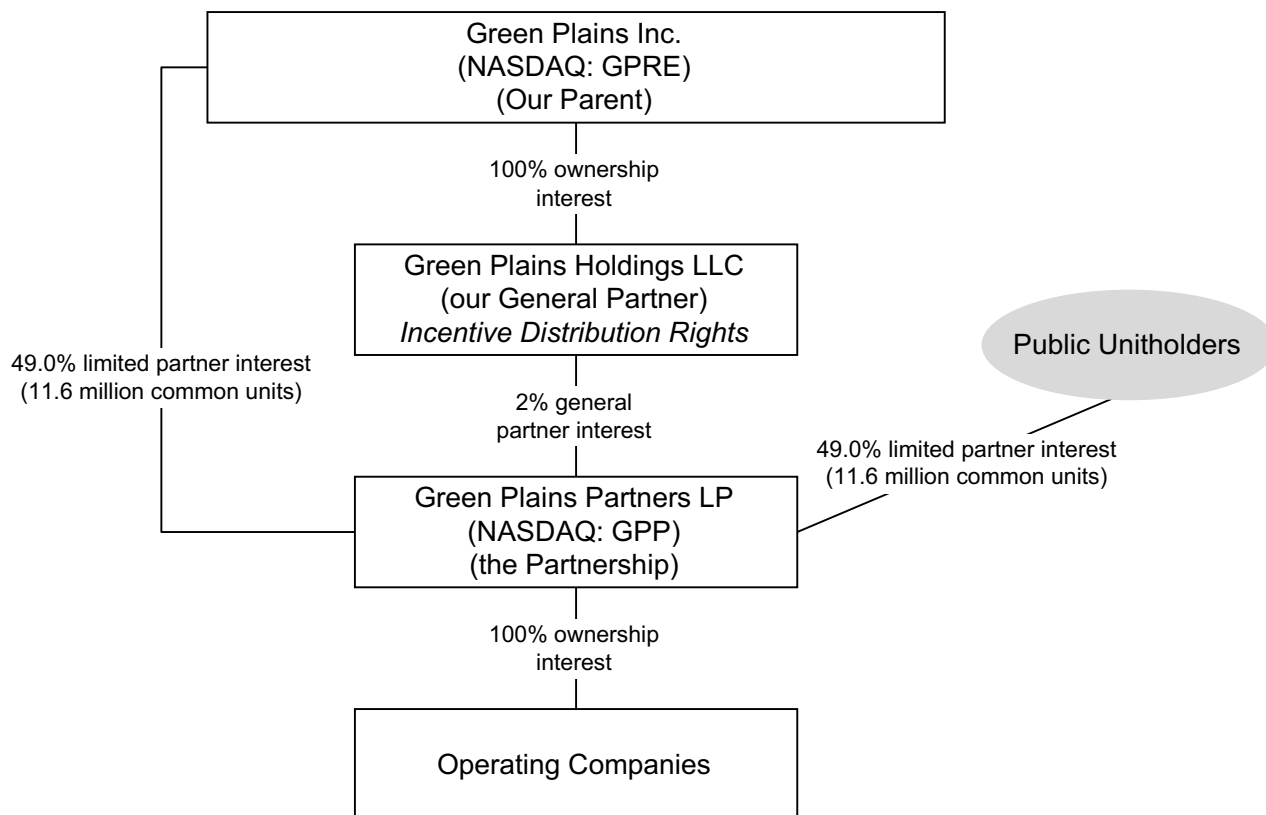 Green Plains Inc.
(NASDAQ: GPRE)
(Our Parent)
100% ownership
interest
Green Plains Holdings LLC
(our General Partner)
Incentive Distribution Rights
Public Unitholders
49.0% limited partner interest
(11.6 million common units)
2% general
partner interest
49.0% limited partner interest
(11.6 million common units)
Green Plains Partners LP
(NASDAQ: GPP)
(the Partnership)
100% ownership
interest
Operating Companies